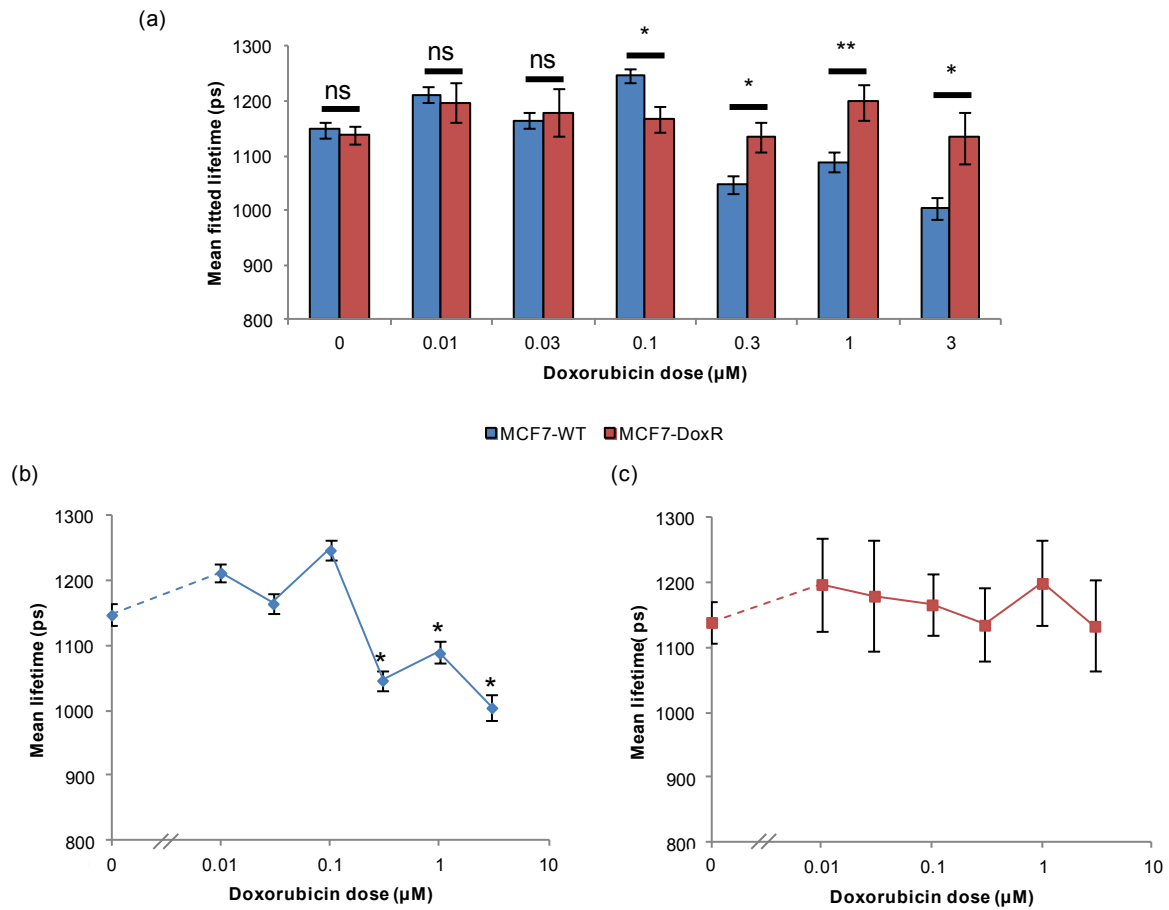 (a)
Mean fitted lifetime (ps)
1300
1200
1100
1000
900
800
ns
ns
ns
*
*
**
*
0 0.01 0.03 0.1 0.3 1 3
Doxorubicin dose (µM)
MCF7-WT MCF7-DoxR
(b)
Mean lifetime (ps)
1300
1200
1100
1000
900
800
*
*
*
0 0.01 0.1 1 10
Doxorubicin dose (µM)
(c)
Mean lifetime( ps)
1300
1200
1100
1000
900
800
0 0.01 0.1 1 10
Doxorubicin dose (µM)